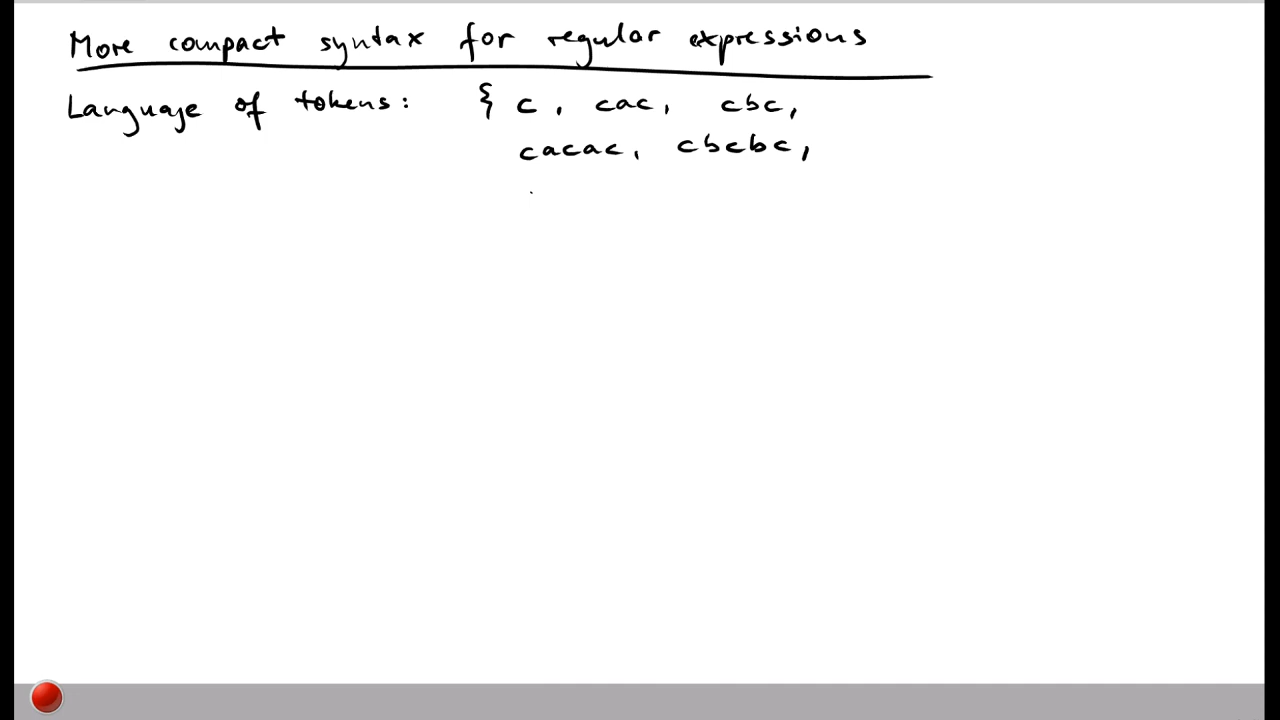 More compact syntax for regular expressions
Language of tokens: { c, cac, cbc,
cacac, cbcbc,